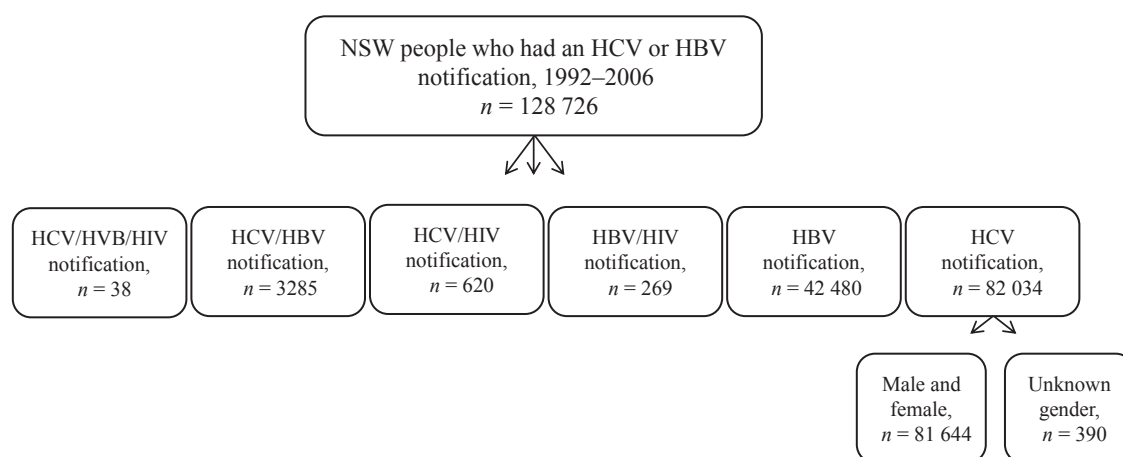 NSW people who had an HCV or HBV
notification, 1992–2006
n = 128 726
HCV/HVB/HIV
notification,
n = 38
HCV/HBV
notification,
n = 3285
HCV/HIV
notification,
n = 620
HBV/HIV
notification,
n = 269
HBV
notification,
n = 42 480
HCV
notification,
n = 82 034
Male and
female,
n = 81 644
Unknown
gender,
n = 390